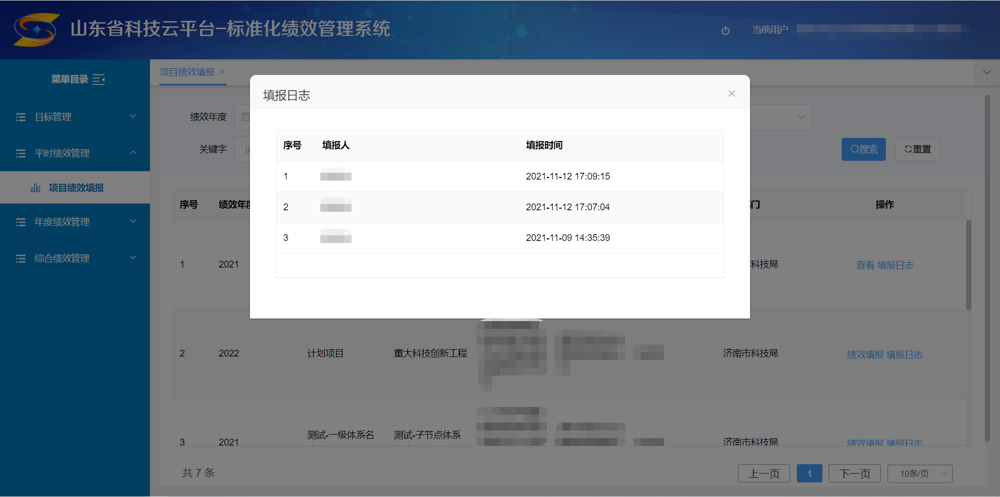 山东省科技云平台-标准化绩效管理系统
当前用户
菜单目录
目标管理
平时绩效管理
项目绩效填报
年度绩效管理
综合绩效管理
项目绩效填报
绩效年度
关键字
搜索 重置
填报日志
序号 填报人 填报时间
1 2021-11-12 17:09:15
2 2021-11-12 17:07:04
3 2021-11-09 14:35:39
序号 绩效年度 门 操作
1 2021 科技局 查看 填报日志
2 2022 计划项目 重大科技创新工程 济南市科技局 绩效填报 填报日志
3 2021 测试-一级体系名 测试-子节点体系 济南市科技局 绩效填报 填报日志
共 7 条
上一页 1 下一页 10条/页